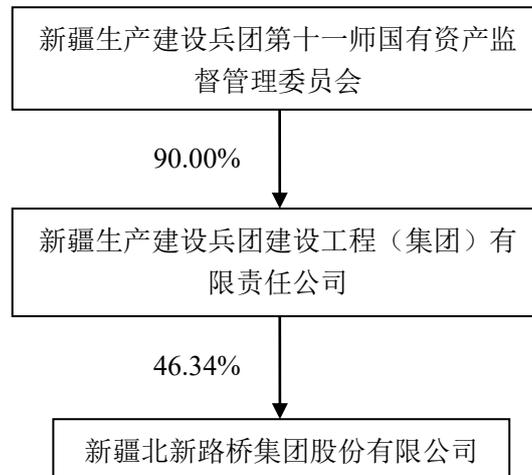 新疆生产建设兵团第十一师国有资产监
督管理委员会
90.00%
新疆生产建设兵团建设工程（集团）有
限责任公司
46.34%
新疆北新路桥集团股份有限公司